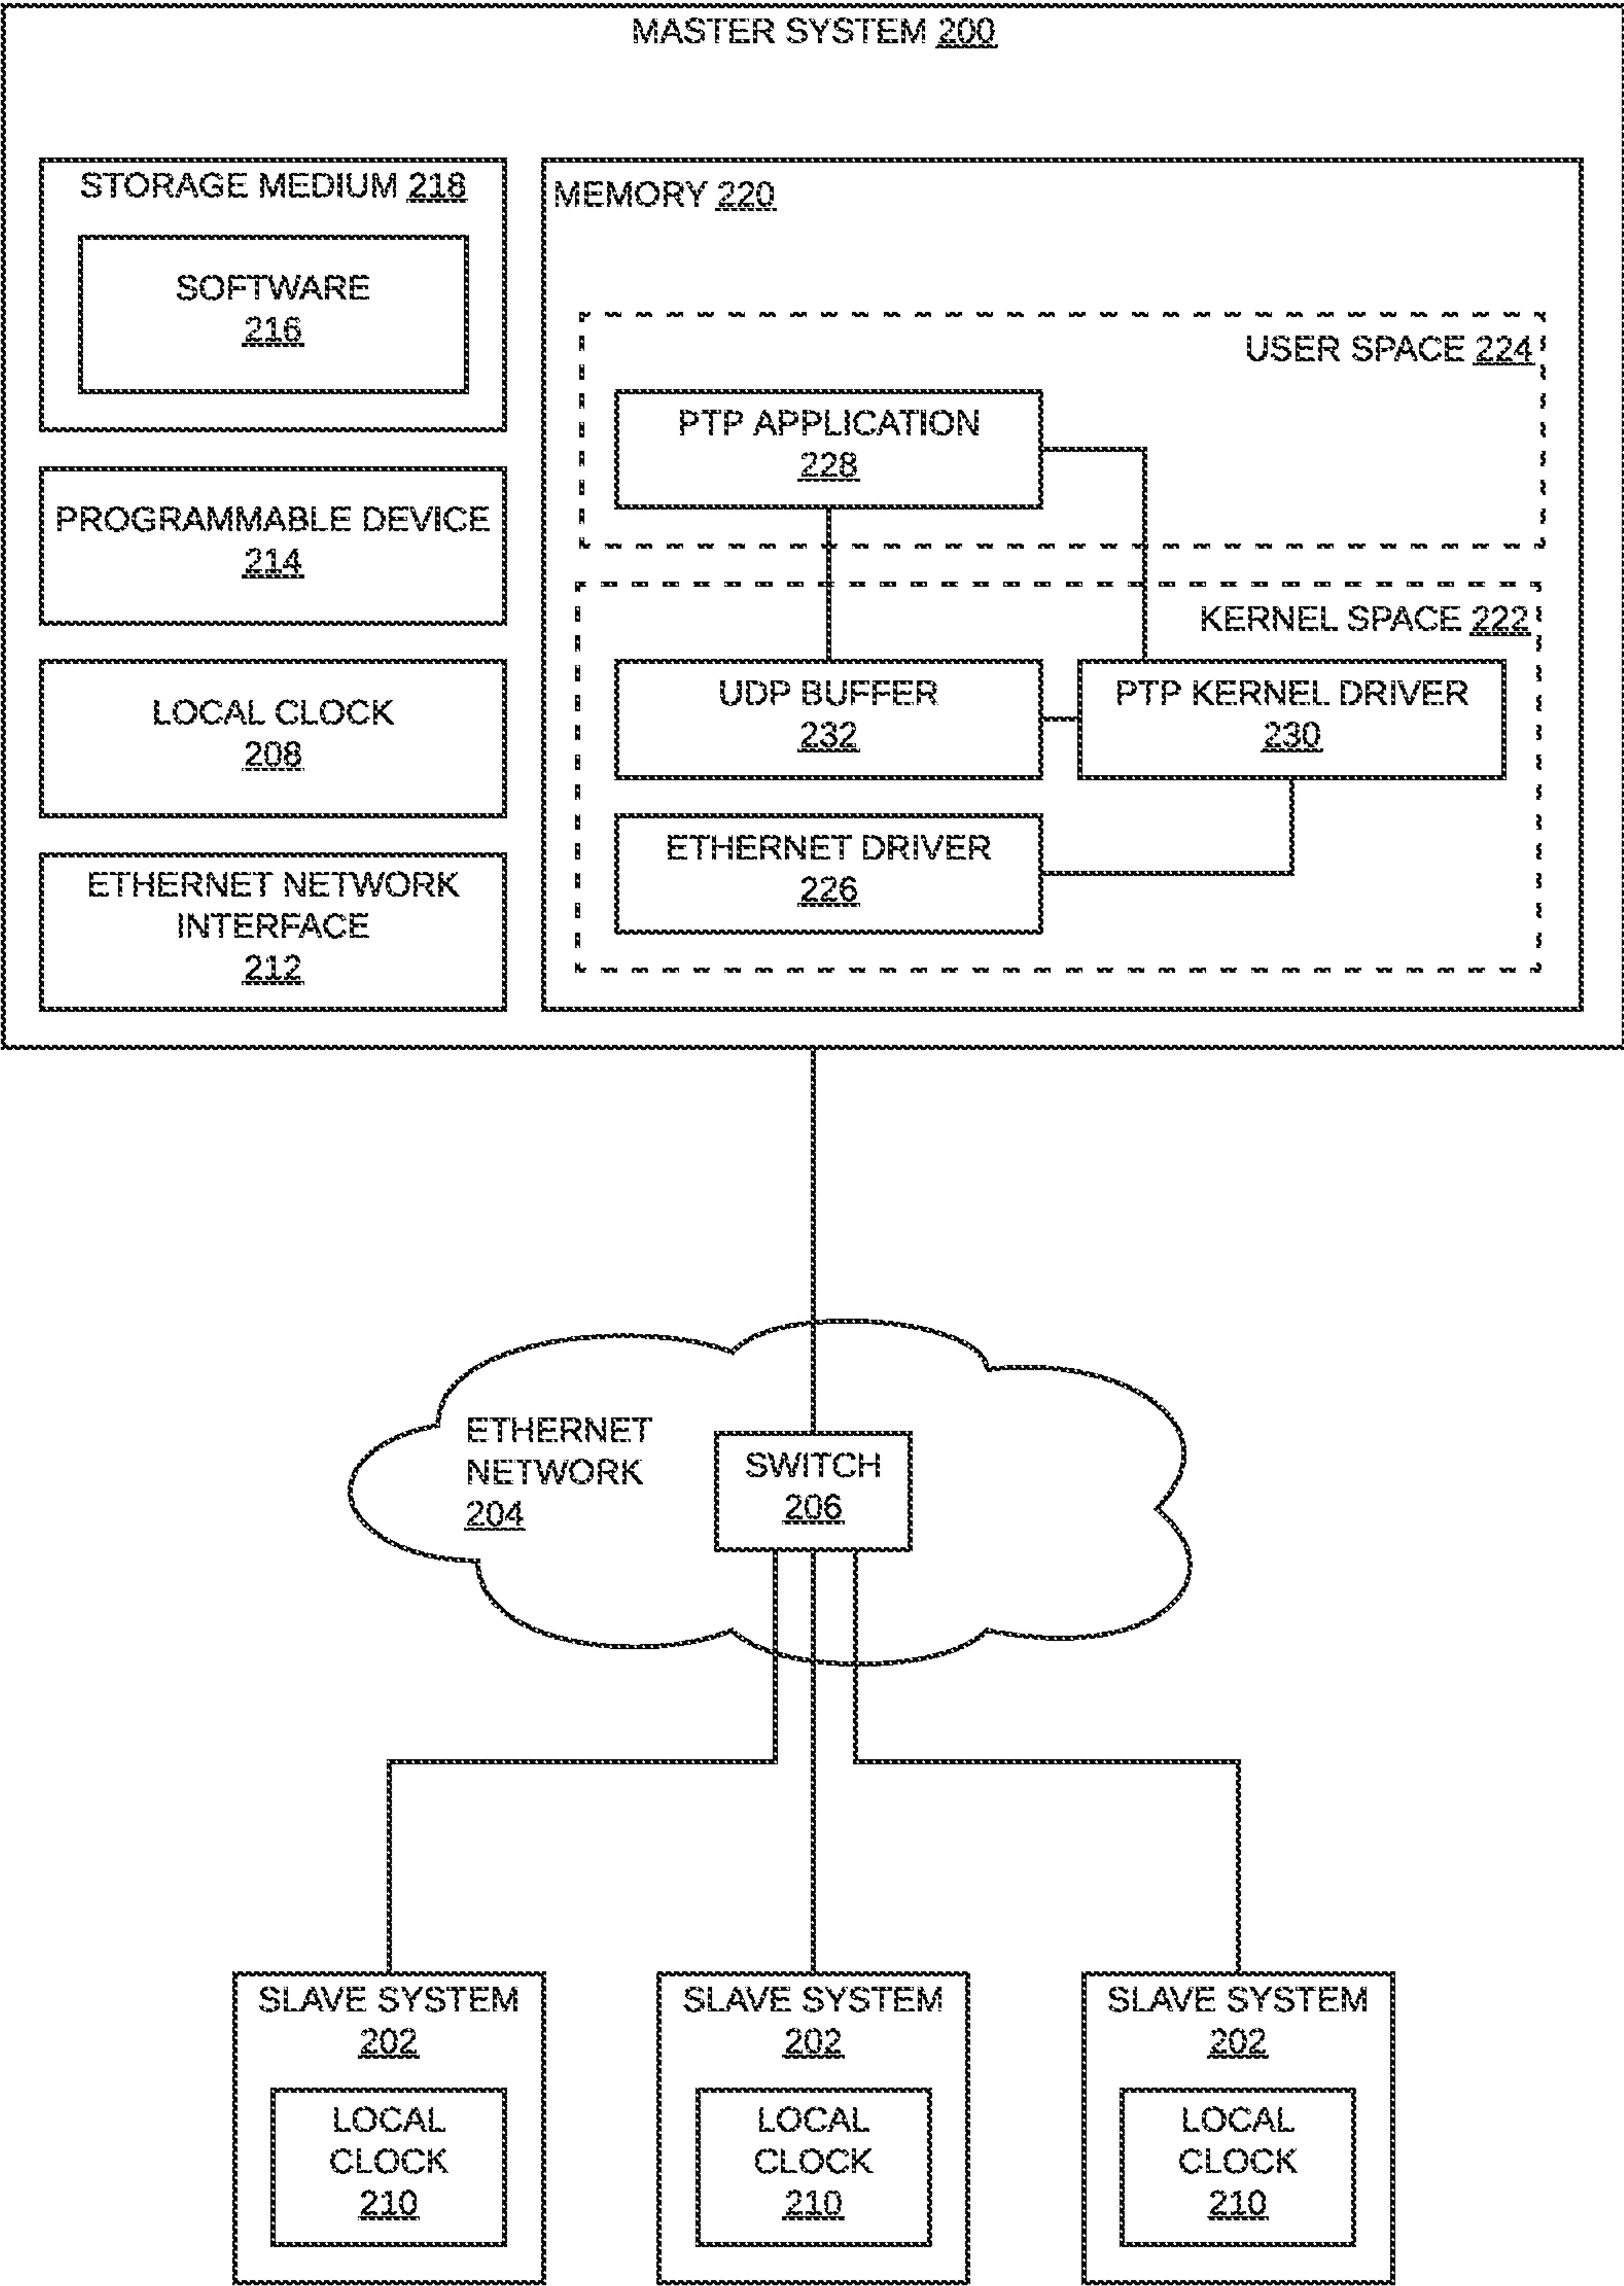 MASTER SYSTEM 200
STORAGE MEDIUM 218
SOFTWARE
216
PROGRAMMABLE DEVICE
214
LOCAL CLOCK
208
ETHERNET NETWORK
INTERFACE
212
MEMORY 220
USER SPACE 224
PTP APPLICATION
228
KERNEL SPACE 222
UDP BUFFER
232
PTP KERNEL DRIVER
230
ETHERNET DRIVER
226
ETHERNET
NETWORK
204
SWITCH
206
SLAVE SYSTEM
202
LOCAL
CLOCK
210
SLAVE SYSTEM
202
LOCAL
CLOCK
210
SLAVE SYSTEM
202
LOCAL
CLOCK
210